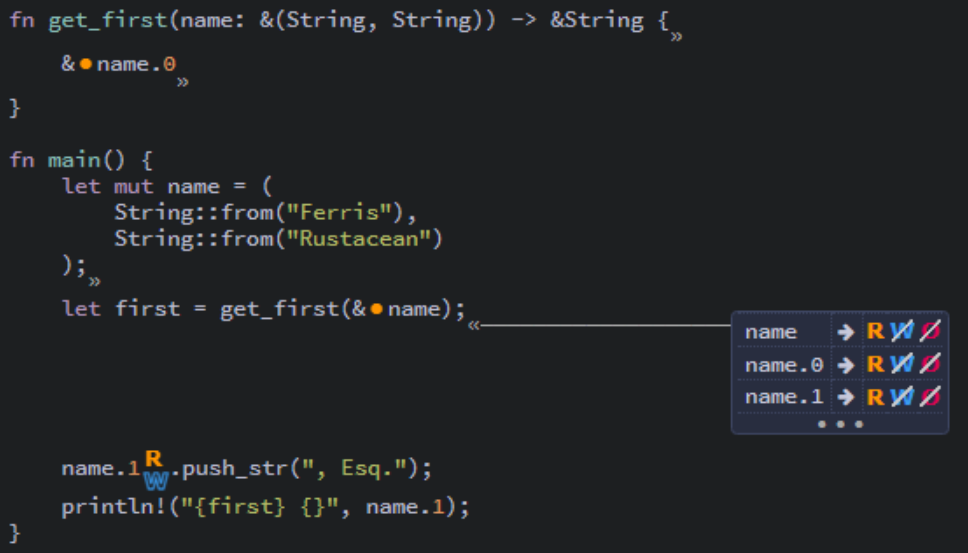 fn get_first(name: &(String, String)) -> &String {»
&●name.0»
}
fn main() {
let mut name = (
String::from("Ferris"),
String::from("Rustacean")
);»
let first = get_first(&●name);«
name → R W O
name.0 → R W O
name.1 → R W O
•••
name.1 R W .push_str(", Esq.");
println!("{first} {}", name.1);
}